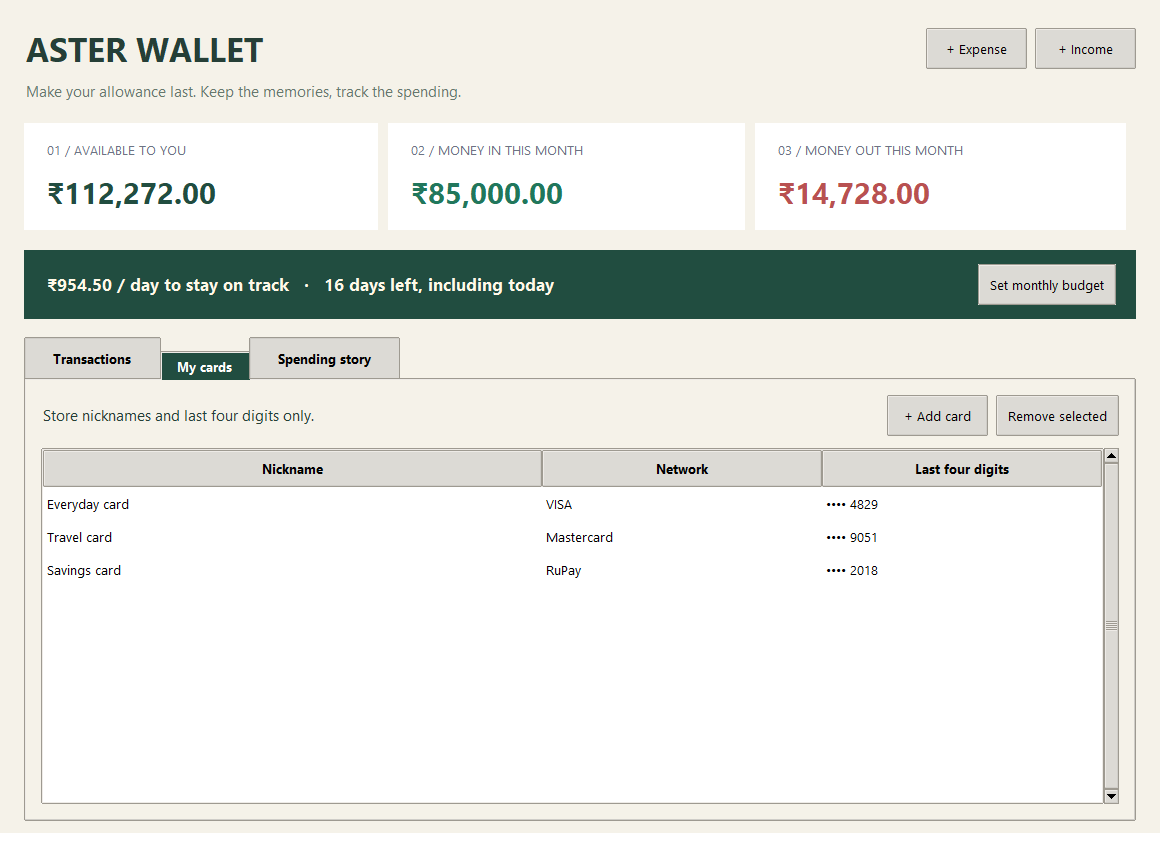 ASTER WALLET
+ Expense
+ Income
Make your allowance last. Keep the memories, track the spending.
01 / AVAILABLE TO YOU
₹112,272.00
02 / MONEY IN THIS MONTH
₹85,000.00
03 / MONEY OUT THIS MONTH
₹14,728.00
₹954.50 / day to stay on track · 16 days left, including today
Set monthly budget
Transactions
My cards
Spending story
Store nicknames and last four digits only.
+ Add card
Remove selected
Nickname Network Last four digits
Everyday card VISA •••• 4829
Travel card Mastercard •••• 9051
Savings card RuPay •••• 2018